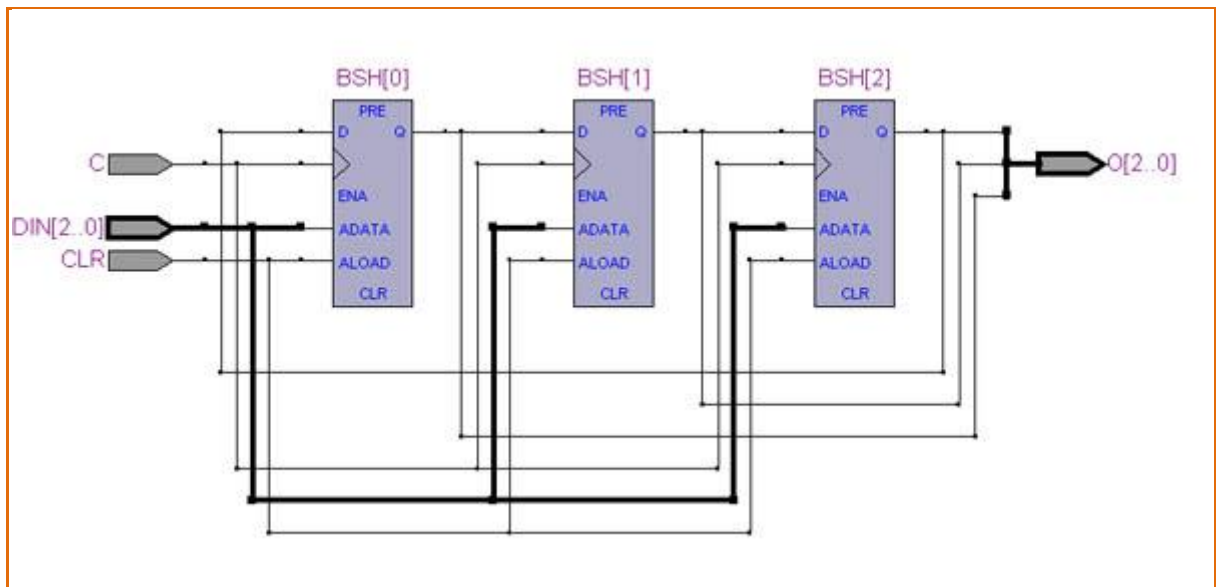 BSH[0] BSH[1] BSH[2]
PRE PRE PRE
D Q D Q D Q
C O[2..0]
ENA ENA ENA
DIN[2..0] ADATA ADATA ADATA
CLR ALOAD ALOAD ALOAD
CLR CLR CLR